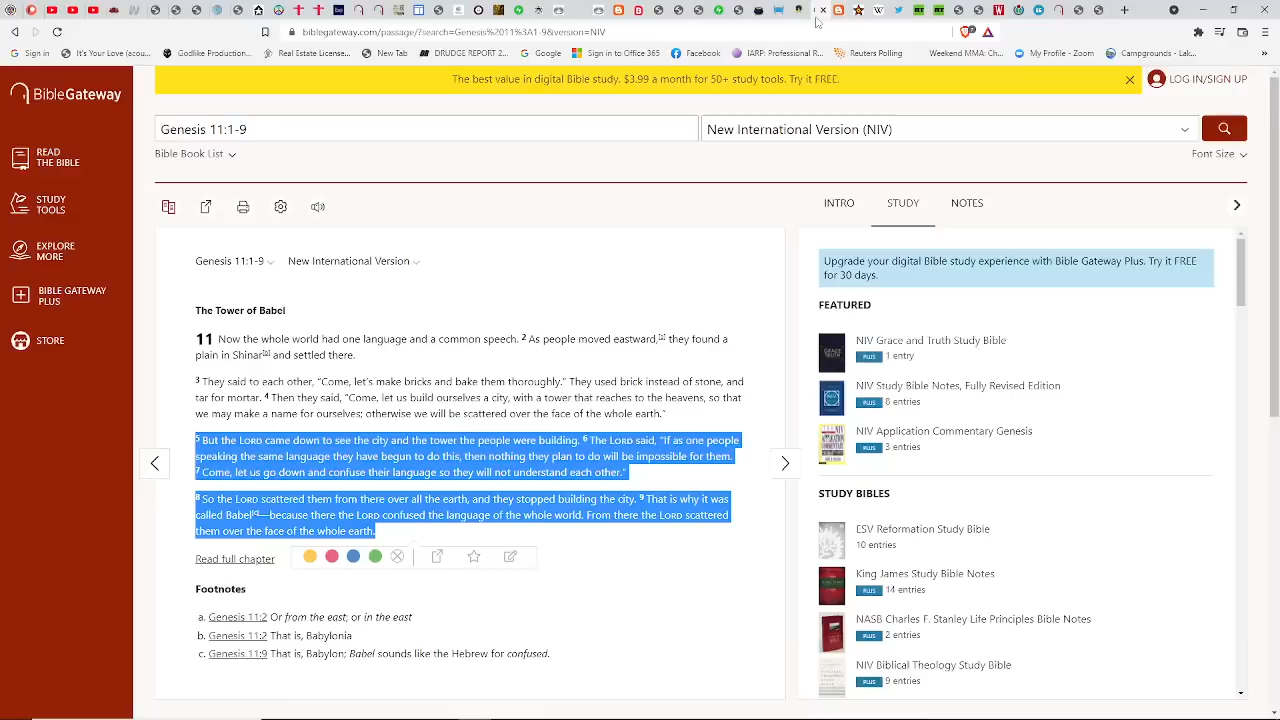 biblegateway.com/passage/?search=Genesis%2011%3A1-9&version=NIV
Sign in It's Your (acou... Godlike Production... Real Estate License... New Tab DRUDGE REPORT 2... Google Sign in to Office 365 Facebook IARP: Professional R... Reuters Polling Weekend MMA: Ch... My Profile - Zoom Campgrounds - Lak...
The best value in digital Bible study. $3.99 a month for 50+ study tools. Try it FREE.
LOG IN/SIGN UP
BibleGateway
Genesis 11:1-9
New International Version (NIV)
Bible Book List
Font Size
READ
THE BIBLE
STUDY
TOOLS
EXPLORE
MORE
BIBLE GATEWAY
PLUS
STORE
INTRO STUDY NOTES
Genesis 11:1-9 New International Version
The Tower of Babel
11 Now the whole world had one language and a common speech. 2 As people moved eastward,[a] they found a
plain in Shinar[b] and settled there.
3 They said to each other, “Come, let’s make bricks and bake them thoroughly.” They used brick instead of stone, and
tar for mortar. 4 Then they said, “Come, let us build ourselves a city, with a tower that reaches to the heavens, so that
we may make a name for ourselves; otherwise we will be scattered over the face of the whole earth.”
5 But the LORD came down to see the city and the tower the people were building. 6 The LORD said, “If as one people
speaking the same language they have begun to do this, then nothing they plan to do will be impossible for them.
7 Come, let us go down and confuse their language so they will not understand each other.”
8 So the LORD scattered them from there over all the earth, and they stopped building the city. 9 That is why it was
called Babel[c]—because there the LORD confused the language of the whole world. From there the LORD scattered
them over the face of the whole earth.
Read full chapter
Footnotes
a. Genesis 11:2 Or from the east; or in the east
b. Genesis 11:2 That is, Babylonia
c. Genesis 11:9 That is, Babylon; Babel sounds like the Hebrew for confused.
Upgrade your digital Bible study experience with Bible Gateway Plus. Try it FREE
for 30 days.
FEATURED
NIV Grace and Truth Study Bible
PLUS 1 entry
NIV Study Bible Notes, Fully Revised Edition
PLUS 8 entries
NIV Application Commentary Genesis
PLUS 3 entries
STUDY BIBLES
ESV Reformation Study Bible
10 entries
King James Study Bible Notes
PLUS 14 entries
NASB Charles F. Stanley Life Principles Bible Notes
PLUS 2 entries
NIV Biblical Theology Study Bible
PLUS 9 entries